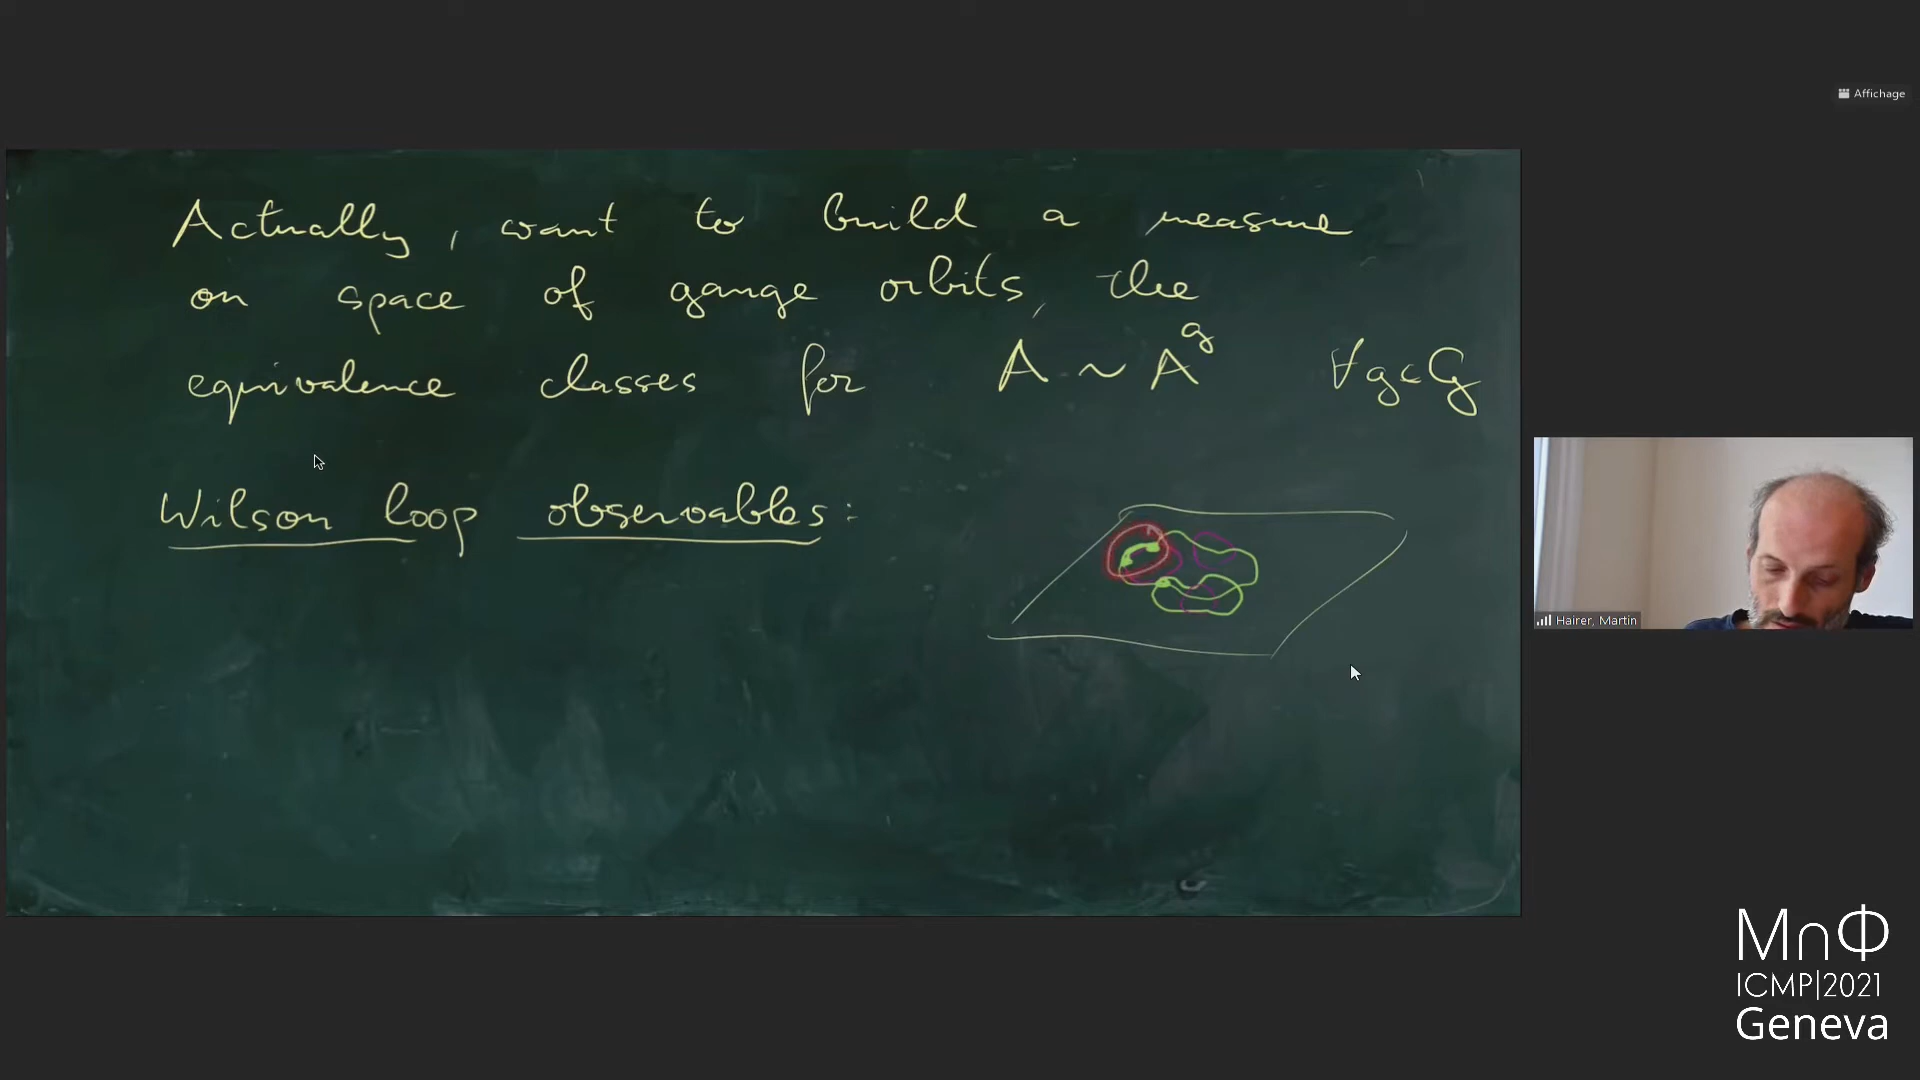 Affichage
Actually, want to build a measure
on space of gauge orbits, the
equivalence classes for A ~ A^g ∀g∈G
Wilson loop observables:
Hairer, Martin
M∩Φ
ICMP|2021
Geneva